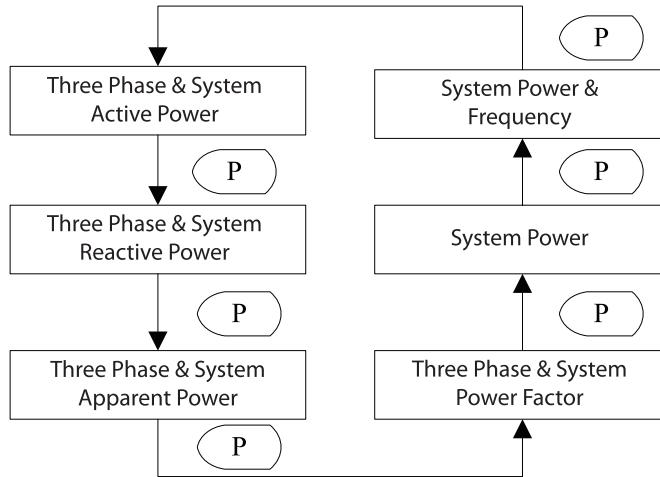 P
Three Phase & System
Active Power
System Power &
Frequency
P
P
Three Phase & System
Reactive Power
System Power
P
P
Three Phase & System
Apparent Power
Three Phase & System
Power Factor
P